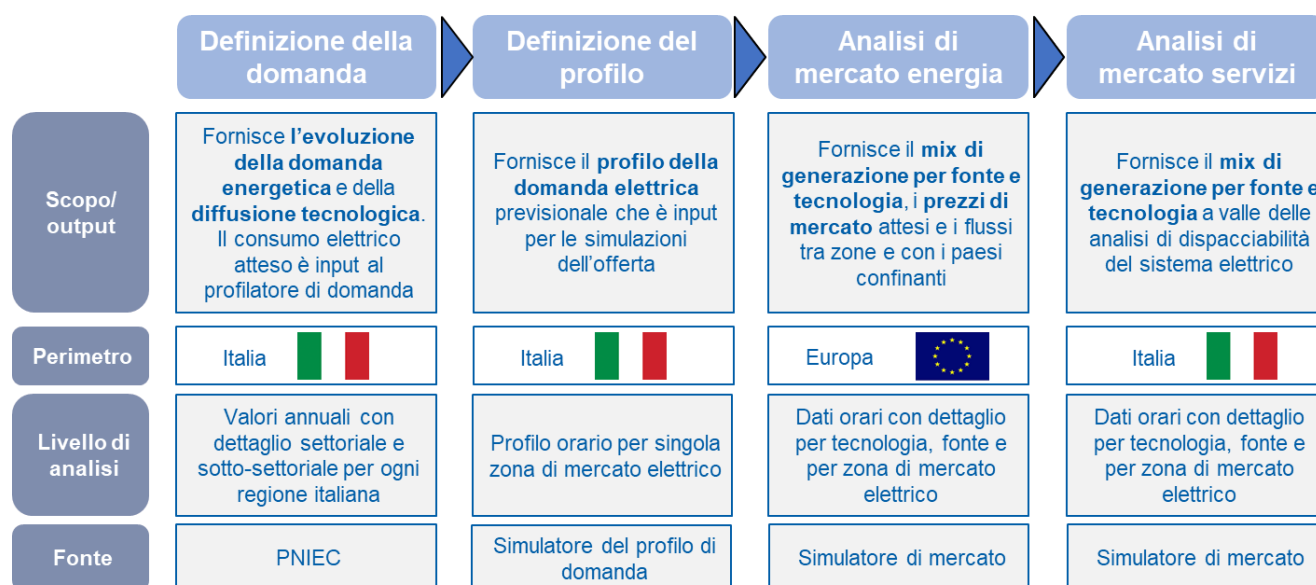 Definizione della
domanda
Definizione del
profilo
Analisi di
mercato energia
Analisi di
mercato servizi
Scopo/
output
Fornisce l’evoluzione
della domanda
energetica e della
diffusione tecnologica.
Il consumo elettrico
atteso è input al
profilatore di domanda
Fornisce il profilo della
domanda elettrica
previsionale che è input
per le simulazioni
dell’offerta
Fornisce il mix di
generazione per fonte e
tecnologia, i prezzi di
mercato attesi e i flussi
tra zone e con i paesi
confinanti
Fornisce il mix di
generazione per fonte e
tecnologia a valle delle
analisi di dispacciabilità
del sistema elettrico
Perimetro
Italia
Italia
Europa
Italia
Livello di
analisi
Valori annuali con
dettaglio settoriale e
sotto-settoriale per ogni
regione italiana
Profilo orario per singola
zona di mercato elettrico
Dati orari con dettaglio
per tecnologia, fonte e
per zona di mercato
elettrico
Dati orari con dettaglio
per tecnologia, fonte e
per zona di mercato
elettrico
Fonte
PNIEC
Simulatore del profilo di
domanda
Simulatore di mercato
Simulatore di mercato